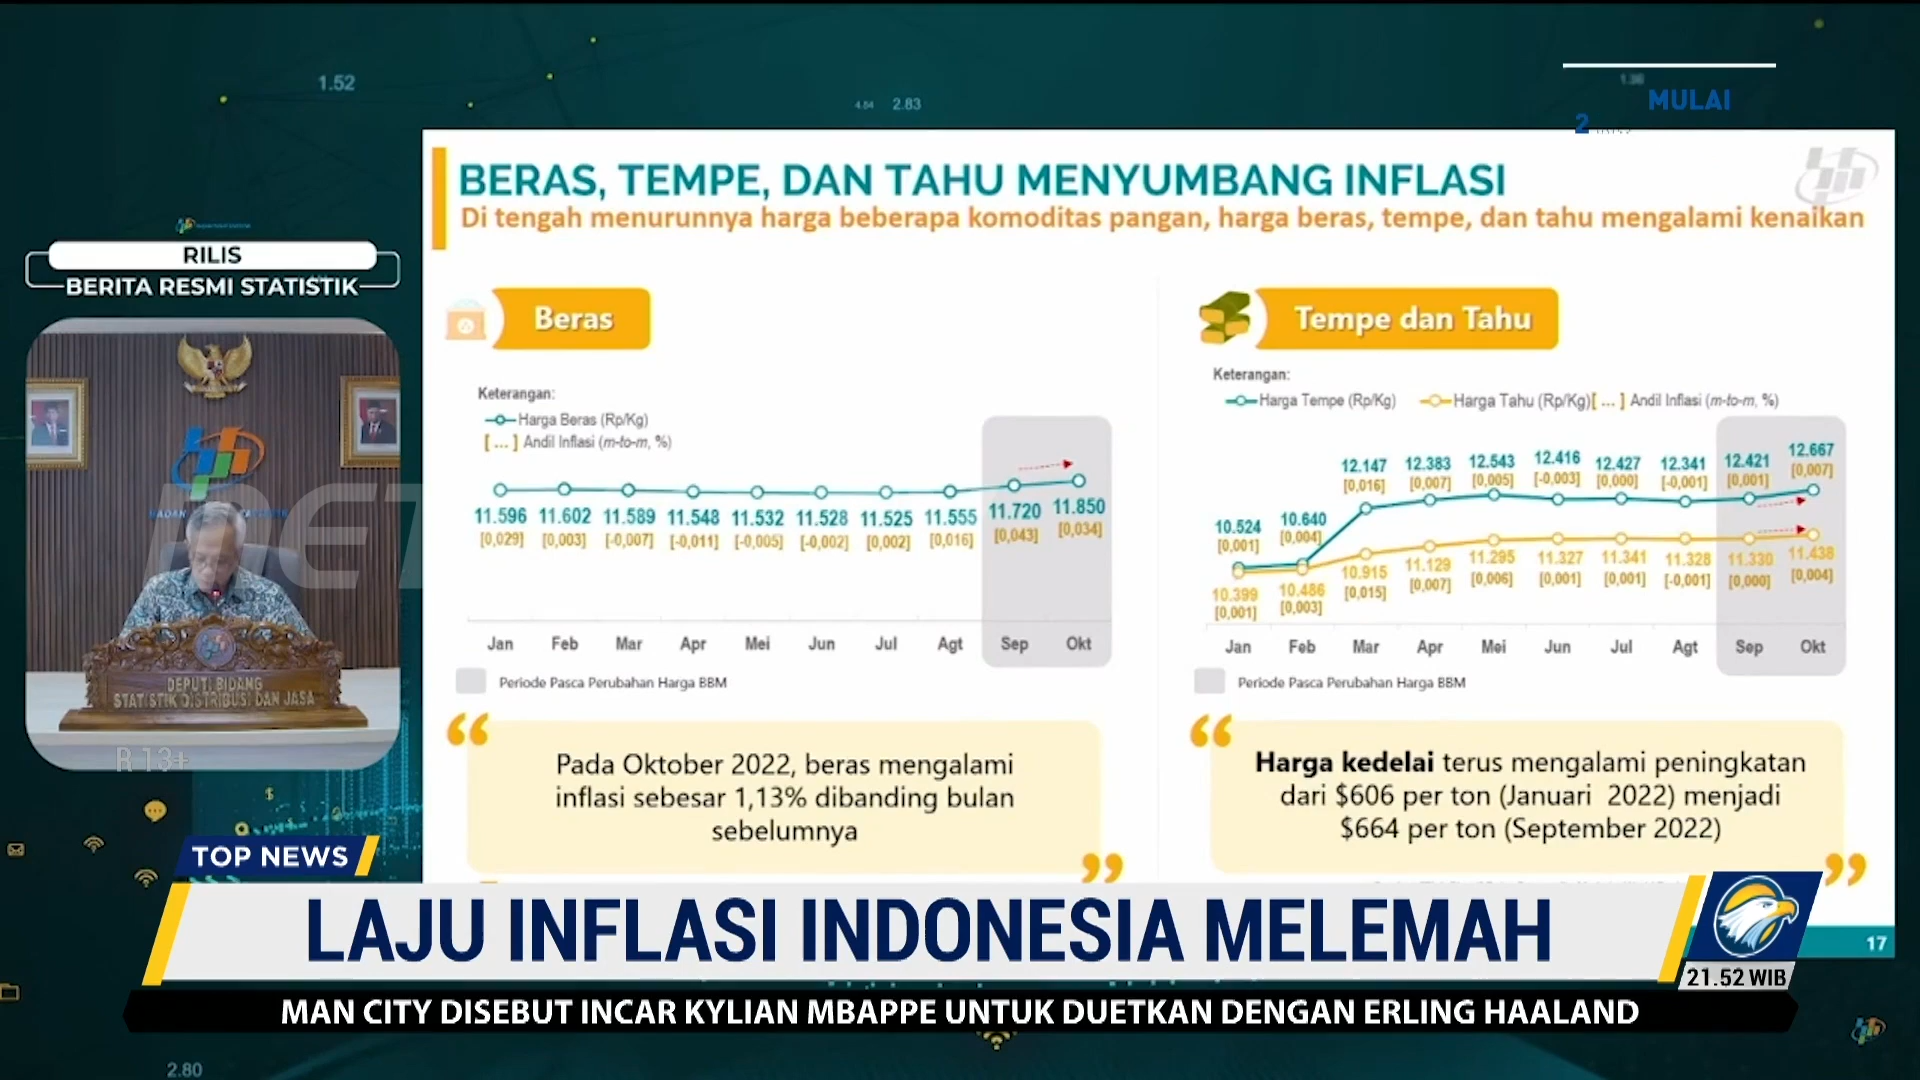 1.52
4.84 2.83
MULAI
2
BERAS, TEMPE, DAN TAHU MENYUMBANG INFLASI
Di tengah menurunnya harga beberapa komoditas pangan, harga beras, tempe, dan tahu mengalami kenaikan
RILIS
BERITA RESMI STATISTIK
DEPUTI BIDANG
STATISTIK DISTRIBUSI DAN JASA
R 13+
Beras
Keterangan:
Harga Beras (Rp/Kg)
[ ... ] Andil Inflasi (m-to-m, %)
11.596 11.602 11.589 11.548 11.532 11.528 11.525 11.555 11.720 11.850
[0,029] [0,003] [-0,007] [-0,011] [-0,005] [-0,002] [0,002] [0,016] [0,043] [0,034]
Jan Feb Mar Apr Mei Jun Jul Agt Sep Okt
Periode Pasca Perubahan Harga BBM
“ Pada Oktober 2022, beras mengalami
inflasi sebesar 1,13% dibanding bulan
sebelumnya ”
Tempe dan Tahu
Keterangan:
Harga Tempe (Rp/Kg) Harga Tahu (Rp/Kg) [ ... ] Andil Inflasi (m-to-m, %)
10.524 10.640 12.147 12.383 12.543 12.416 12.427 12.341 12.421 12.667
[0,001] [0,004] [0,016] [0,007] [0,005] [-0,003] [0,000] [-0,001] [0,001] [0,007]
10.399 10.486 10.915 11.129 11.295 11.327 11.341 11.328 11.330 11.438
[0,001] [0,003] [0,015] [0,007] [0,006] [0,001] [0,001] [-0,001] [0,000] [0,004]
Jan Feb Mar Apr Mei Jun Jul Agt Sep Okt
Periode Pasca Perubahan Harga BBM
“ Harga kedelai terus mengalami peningkatan
dari $606 per ton (Januari 2022) menjadi
$664 per ton (September 2022) ”
17
TOP NEWS
LAJU INFLASI INDONESIA MELEMAH
21.52 WIB
MAN CITY DISEBUT INCAR KYLIAN MBAPPE UNTUK DUETKAN DENGAN ERLING HAALAND
2.80